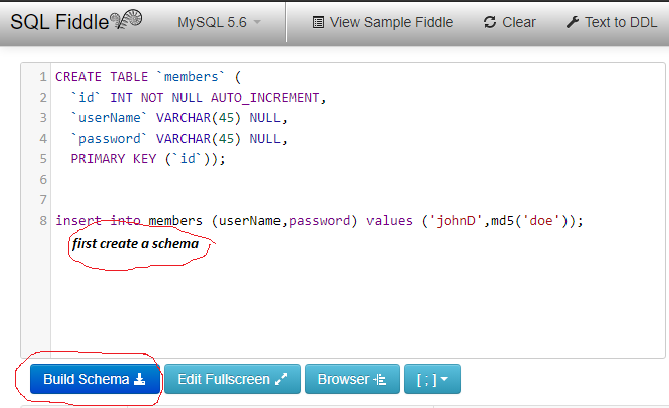 SQL Fiddle MySQL 5.6 View Sample Fiddle Clear Text to DDL
1 CREATE TABLE `members` (
2 `id` INT NOT NULL AUTO_INCREMENT,
3 `userName` VARCHAR(45) NULL,
4 `password` VARCHAR(45) NULL,
5 PRIMARY KEY (`id`));
6
7
8 insert into members (userName,password) values ('johnD',md5('doe'));
first create a schema
Build Schema Edit Fullscreen Browser [ ; ]